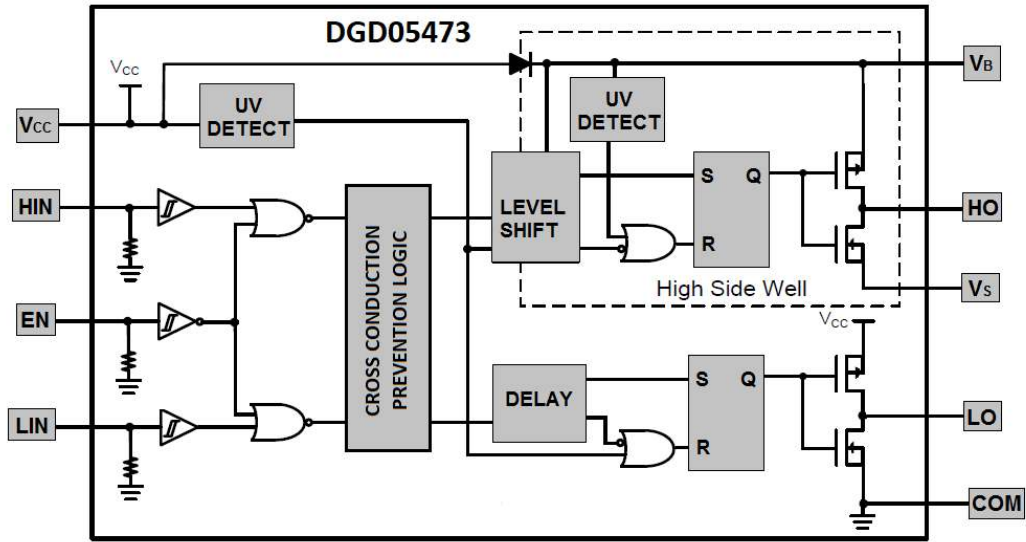 DGD05473
VCC
VB
VCC
UV
DETECT
UV
DETECT
HIN
S
Q
LEVEL
SHIFT
HO
R
High Side Well
VS
EN
CROSS CONDUCTION
PREVENTION LOGIC
VCC
S
Q
DELAY
LIN
LO
R
COM